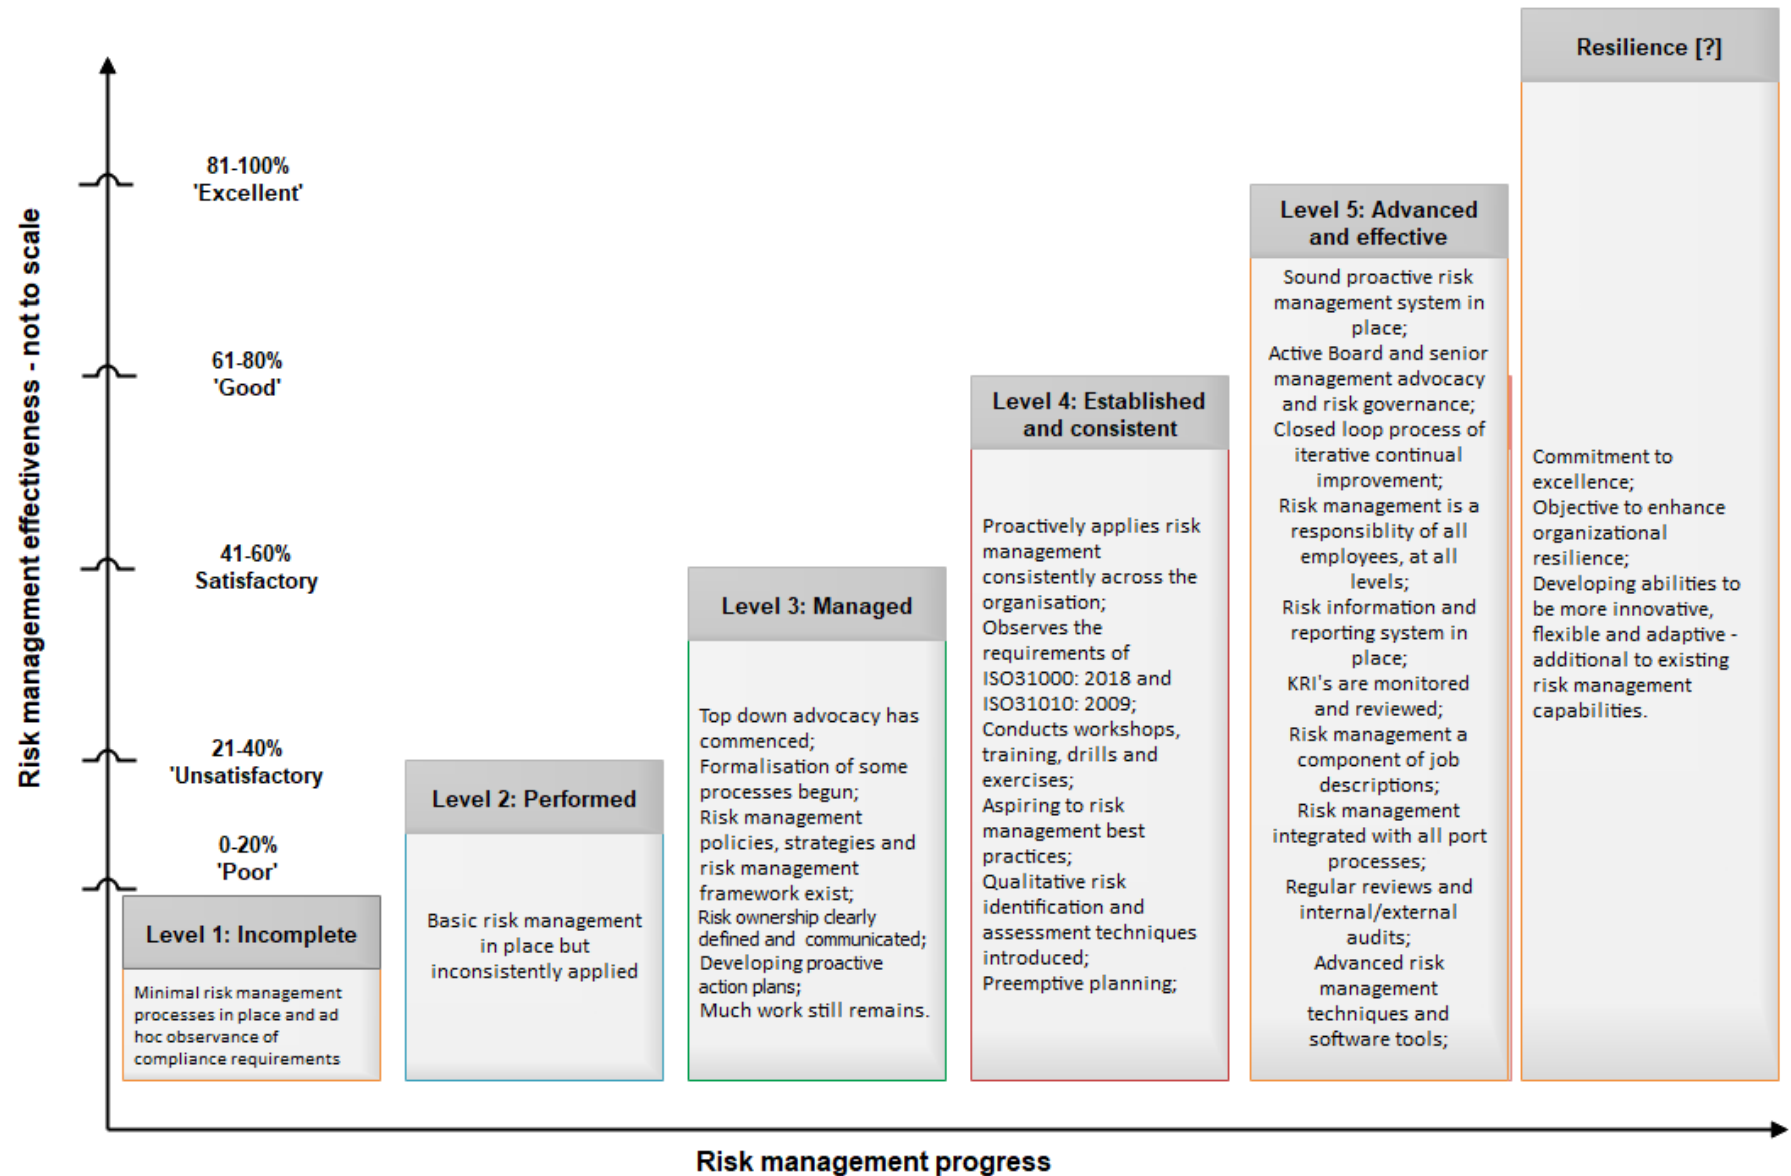 Risk management effectiveness - not to scale
81-100%
'Excellent'
61-80%
'Good'
41-60%
Satisfactory
21-40%
'Unsatisfactory
0-20%
'Poor'
Level 1: Incomplete
Minimal risk management
processes in place and ad
hoc observance of
compliance requirements
Level 2: Performed
Basic risk management
in place but
inconsistently applied
Level 3: Managed
Top down advocacy has
commenced;
Formalisation of some
processes begun;
Risk management
policies, strategies and
risk management
framework exist;
Risk ownership clearly
defined and communicated;
Developing proactive
action plans;
Much work still remains.
Level 4: Established
and consistent
Proactively applies risk
management
consistently across the
organisation;
Observes the
requirements of
ISO31000: 2018 and
ISO31010: 2009;
Conducts workshops,
training, drills and
exercises;
Aspiring to risk
management best
practices;
Qualitative risk
identification and
assessment techniques
introduced;
Preemptive planning;
Level 5: Advanced
and effective
Sound proactive risk
management system in
place;
Active Board and senior
management advocacy
and risk governance;
Closed loop process of
iterative continual
improvement;
Risk management is a
responsiblity of all
employees, at all
levels;
Risk information and
reporting system in
place;
KRI's are monitored
and reviewed;
Risk management a
component of job
descriptions;
Risk management
integrated with all port
processes;
Regular reviews and
internal/external
audits;
Advanced risk
management
techniques and
software tools;
Resilience [?]
Commitment to
excellence;
Objective to enhance
organizational
resilience;
Developing abilities to
be more innovative,
flexible and adaptive -
additional to existing
risk management
capabilities.
Risk management progress